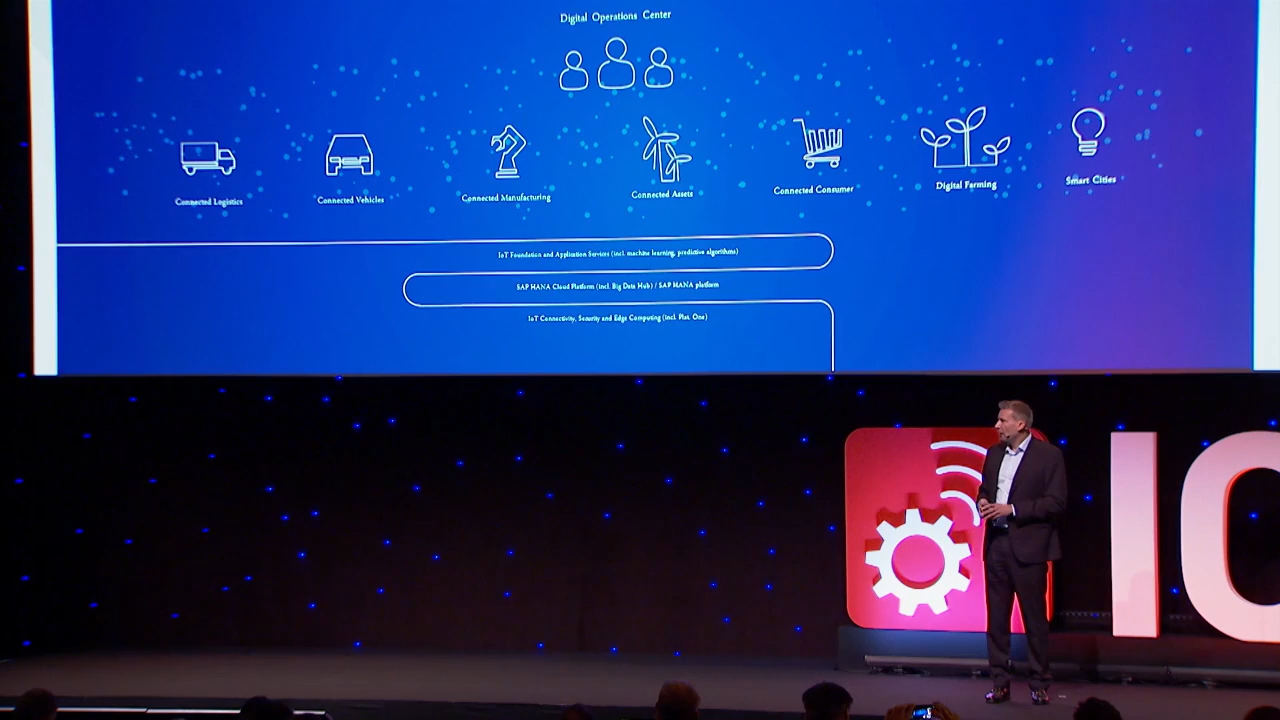 Digital Operations Center
Connected Logistics
Connected Vehicles
Connected Manufacturing
Connected Assets
Connected Consumer
Digital Farming
Smart Cities
IoT Foundation and Application Services (incl. machine learning, predictive algorithms)
SAP HANA Cloud Platform (incl. Big Data Hub) / SAP HANA platform
IoT Connectivity, Security and Edge Computing (incl. Plat. One)
IO